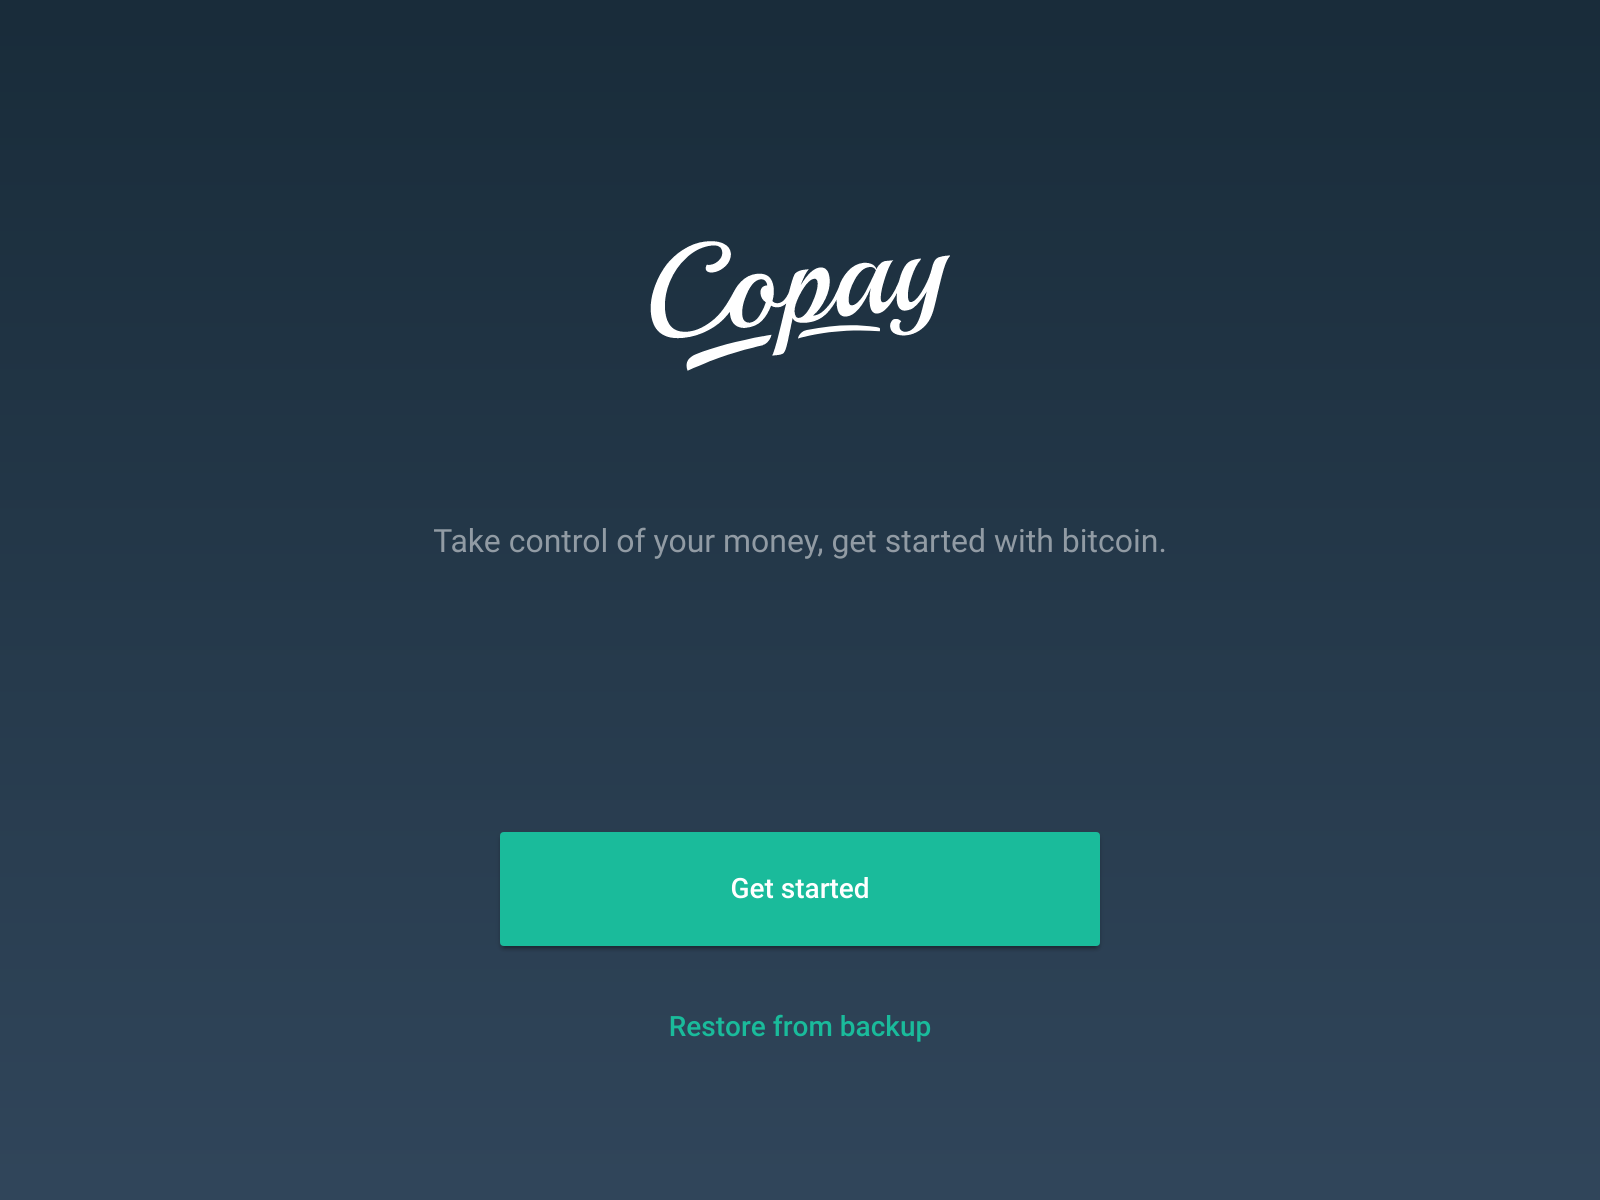 Copay
Take control of your money, get started with bitcoin.
Get started
Restore from backup